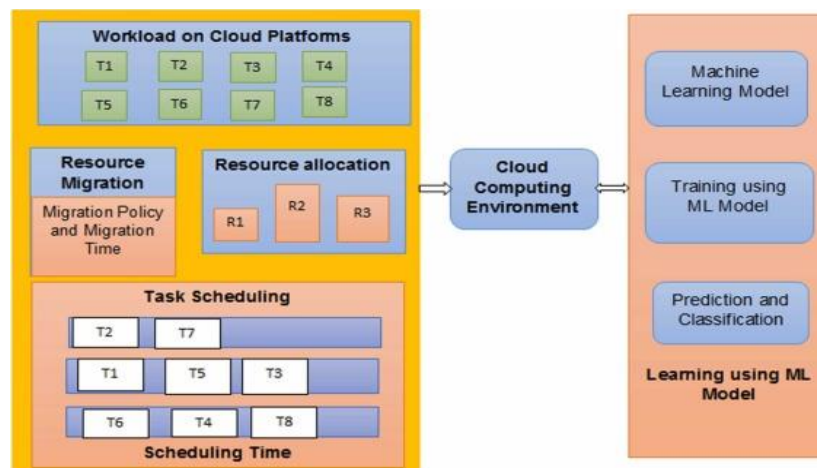 Workload on Cloud Platforms
T1 T2 T3 T4
T5 T6 T7 T8
Resource
Migration
Migration Policy
and Migration
Time
Resource allocation
R1 R2 R3
Task Scheduling
T2 T7
T1 T5 T3
T6 T4 T8
Scheduling Time
Cloud
Computing
Environment
Machine
Learning Model
Training using
ML Model
Prediction and
Classification
Learning using ML
Model